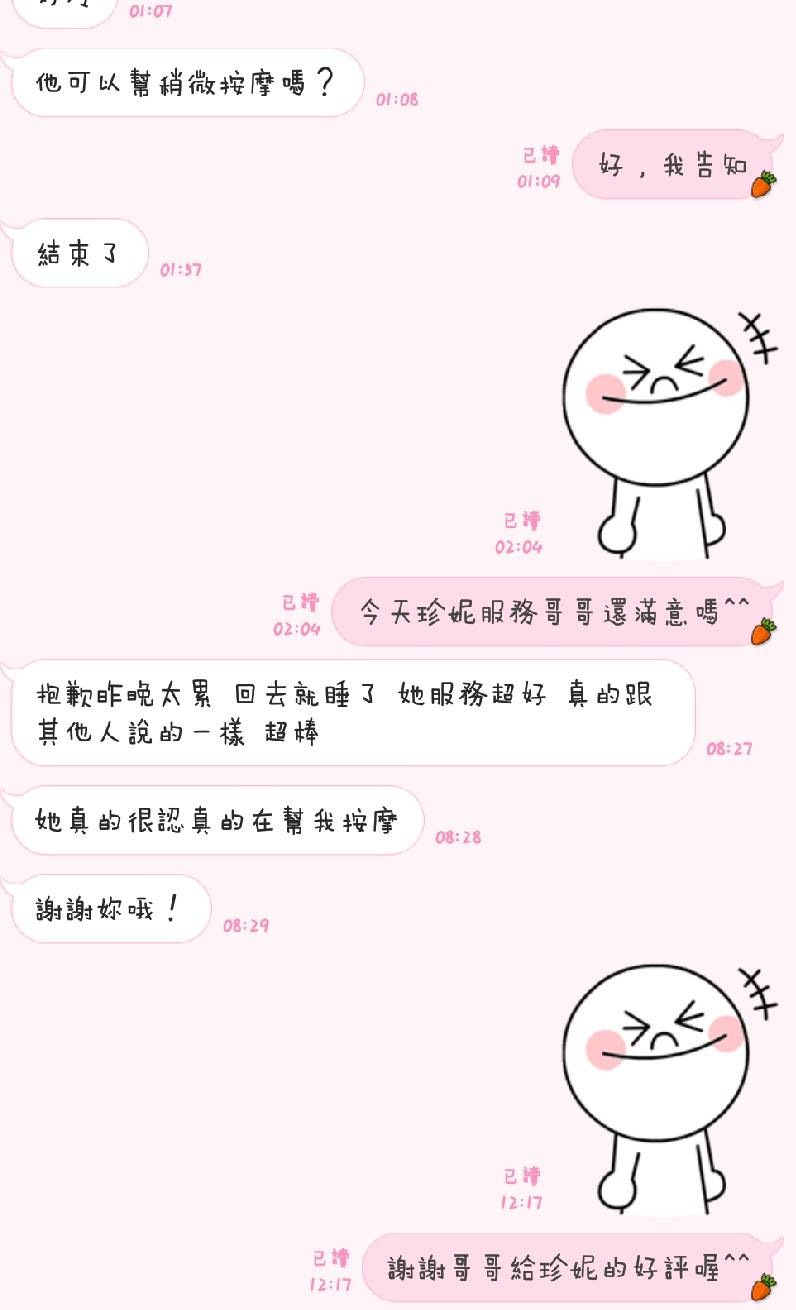 01:07
他可以幫稍微按摩嗎？
01:08
已讀
01:09
好，我告知
結束了
01:37
已讀
02:04
已讀
02:04
今天珍妮服務哥哥還滿意嗎^^
抱歉昨晚太累 回去就睡了 她服務超好 真的跟
其他人說的一樣 超棒
08:27
她真的很認真的在幫我按摩
08:28
謝謝妳哦！
08:29
已讀
12:17
已讀
12:17
謝謝哥哥給珍妮的好評喔^^